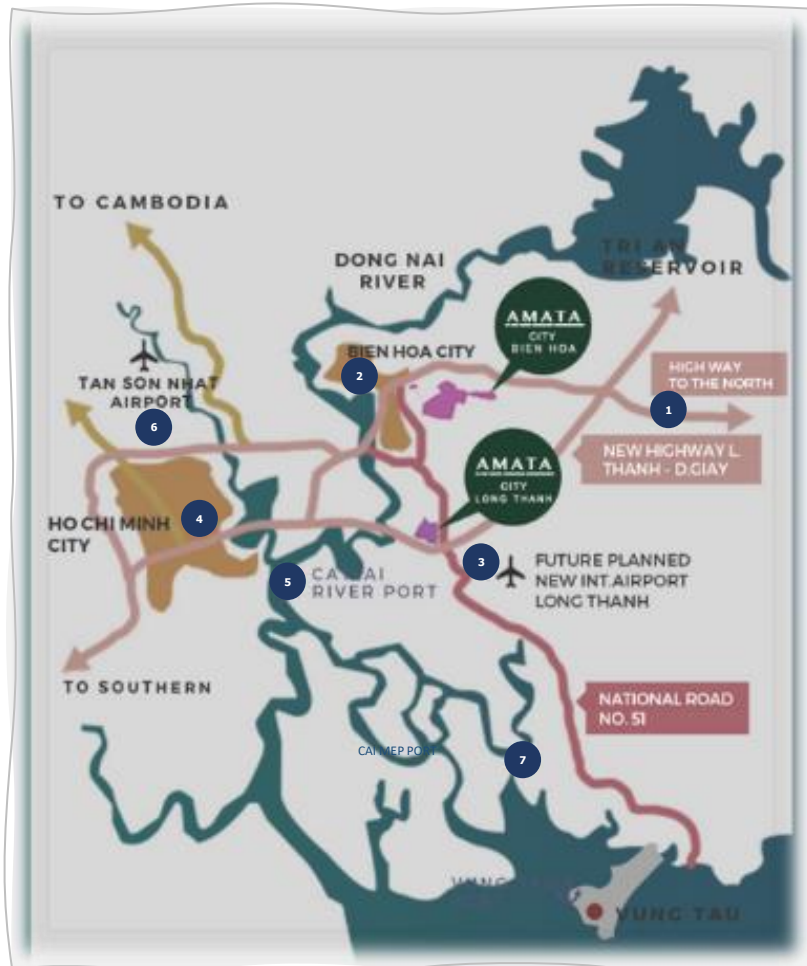 TO CAMBODIA
TRI AN
RESERVOIR
DONG NAI
RIVER
AMATA
CITY
BIEN HOA
BIEN HOA CITY
2
HIGH WAY
TO THE NORTH
1
TAN SON NHAT
AIRPORT
6
NEW HIGHWAY L.
THANH - D.GIAY
AMATA
CITY
LONG THANH
HO CHI MINH
CITY
4
3
FUTURE PLANNED
NEW INT.AIRPORT
LONG THANH
5
RIVER PORT
TO SOUTHERN
NATIONAL ROAD
NO. 51
CAI MEP PORT
7
VUNG TAU